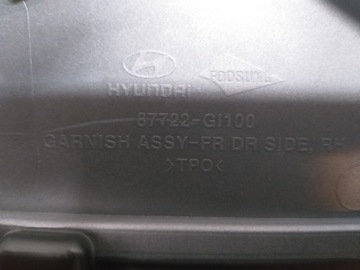 HYUNDAI
87722-GI100
GARNISH ASSY-FR DR SIDE, RH
>TPO<